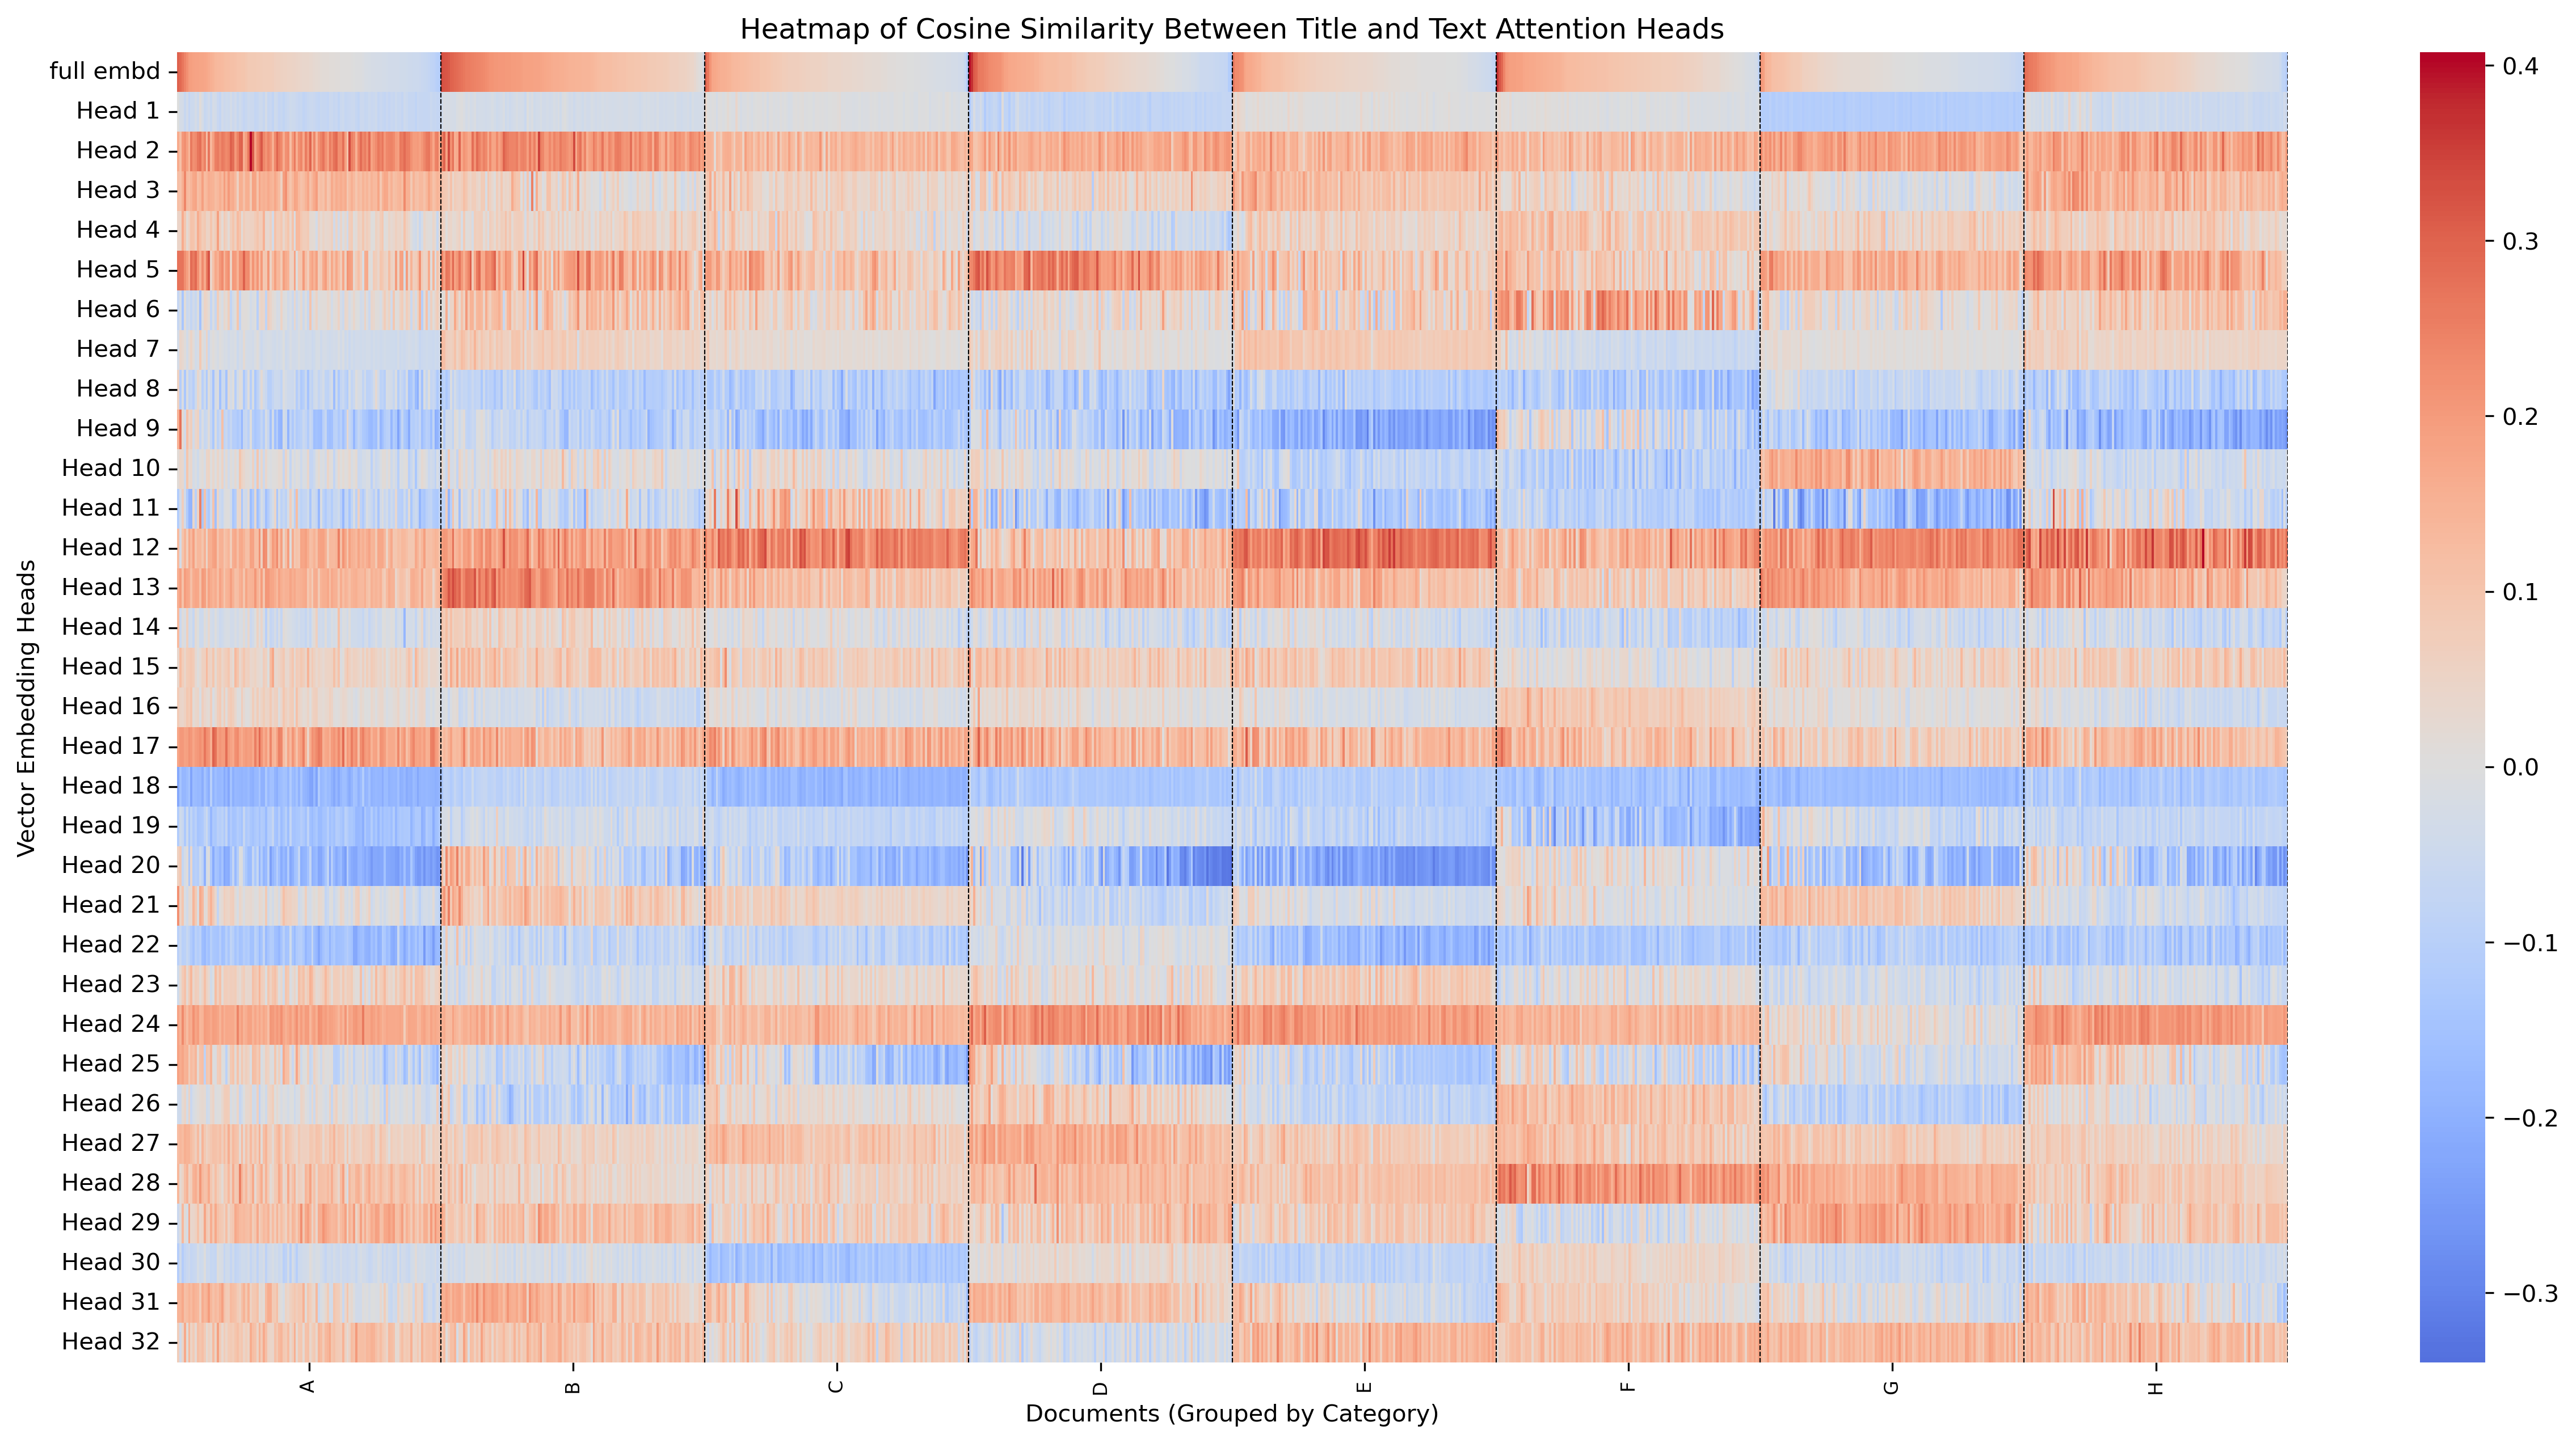 Heatmap of Cosine Similarity Between Title and Text Attention Heads
Vector Embedding Heads
full embd
Head 1
Head 2
Head 3
Head 4
Head 5
Head 6
Head 7
Head 8
Head 9
Head 10
Head 11
Head 12
Head 13
Head 14
Head 15
Head 16
Head 17
Head 18
Head 19
Head 20
Head 21
Head 22
Head 23
Head 24
Head 25
Head 26
Head 27
Head 28
Head 29
Head 30
Head 31
Head 32
A
B
C
D
E
F
G
H
Documents (Grouped by Category)
0.4
0.3
0.2
0.1
0.0
−0.1
−0.2
−0.3